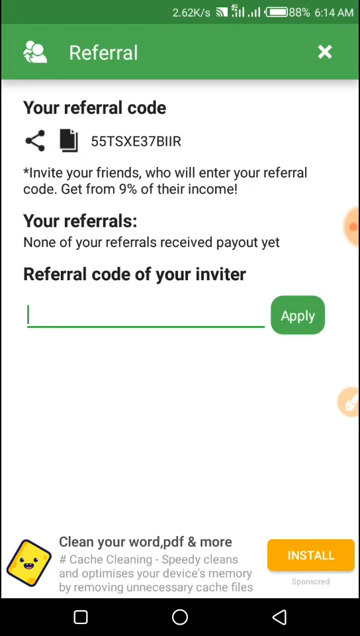 2.62K/s 4G 88% 6:14 AM
Referral
Your referral code
55TSXE37BIIR
*Invite your friends, who will enter your referral
code. Get from 9% of their income!
Your referrals:
None of your referrals received payout yet
Referral code of your inviter
Apply
Clean your word,pdf & more
# Cache Cleaning - Speedy cleans
and optimises your device's memory
by removing unnecessary cache files
INSTALL
Sponsored